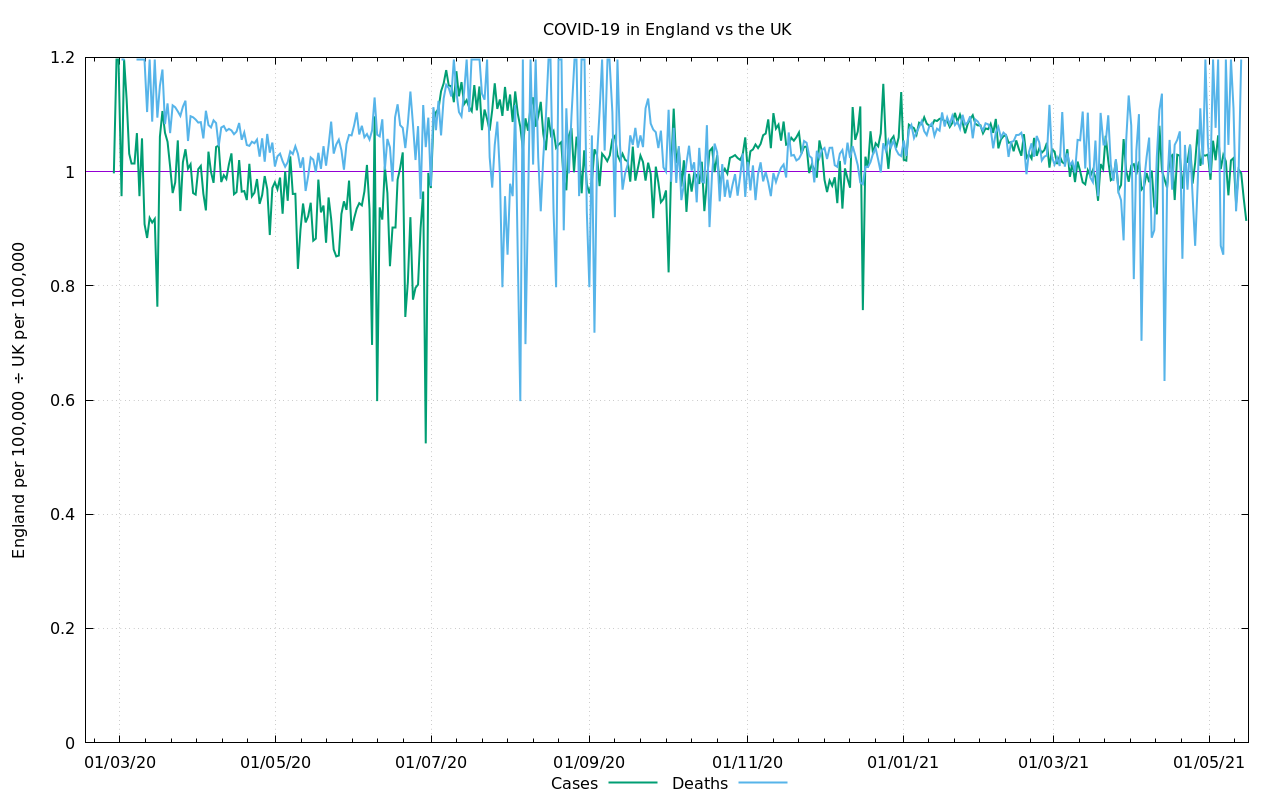 COVID-19 in England vs the UK
England per 100,000 ÷ UK per 100,000
1.2
1
0.8
0.6
0.4
0.2
0
01/03/20 01/05/20 01/07/20 01/09/20 01/11/20 01/01/21 01/03/21 01/05/21
Cases Deaths